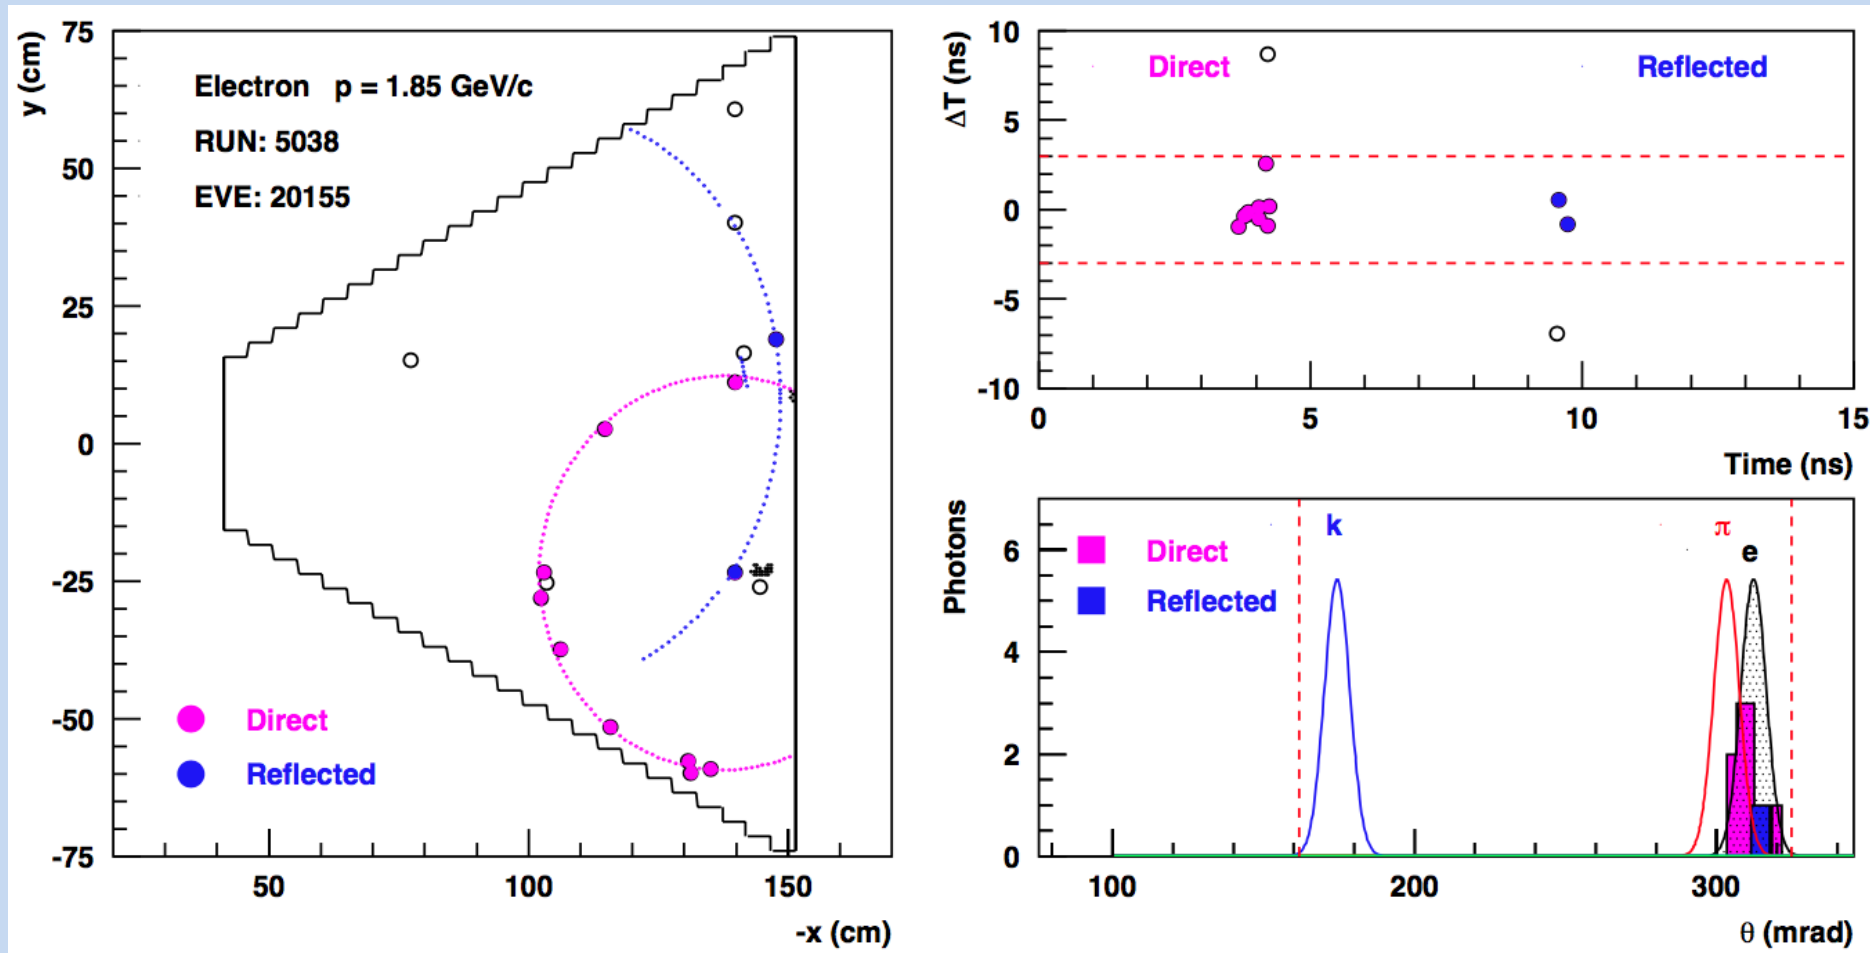 y (cm)
75
50
25
0
-25
-50
-75
Electron p = 1.85 GeV/c
RUN: 5038
EVE: 20155
Direct
Reflected
50 100 150
-x (cm)
ΔT (ns)
10
5
0
-5
-10
Direct Reflected
0 5 10 15
Time (ns)
Photons
6
4
2
0
k π
e
Direct
Reflected
100 200 300
θ (mrad)